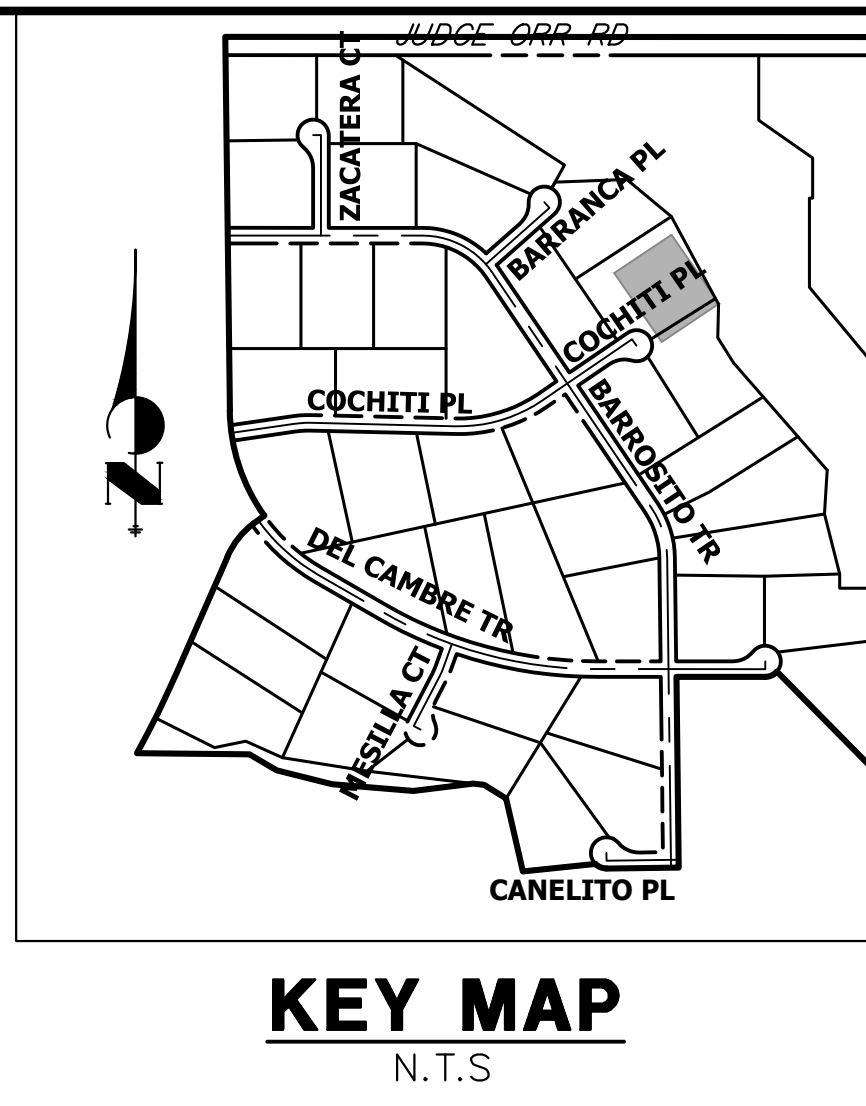 JUDGE ORR RD
ZACATERA CT
BARRANCA PL
COCHITI PL
COCHITI PL
BARROSITO TR
DEL CAMBRE TR
MESILLA CT
N
CANELITO PL
KEY MAP
N.T.S